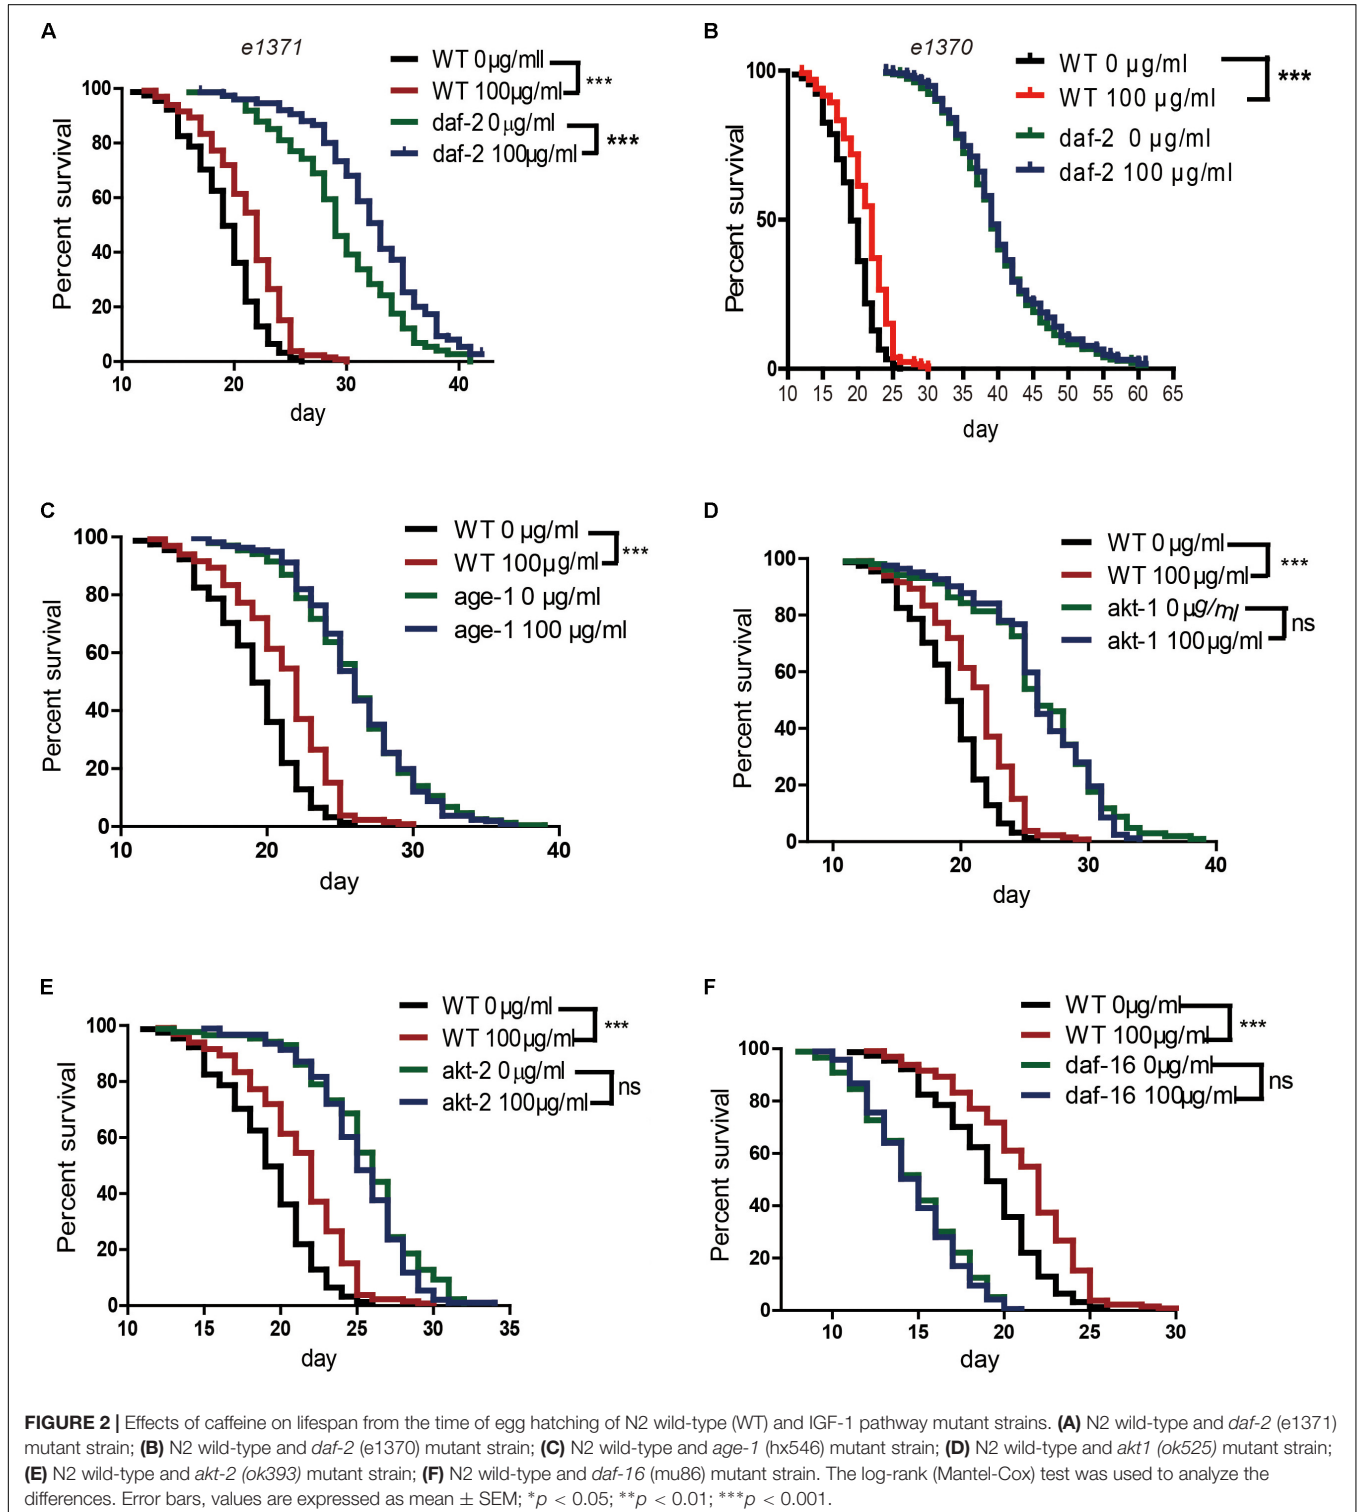 A
e1371
WT 0µg/mll
WT 100µg/ml
***
daf-2 0µg/ml
daf-2 100µg/ml
***
100
80
60
40
20
0
Percent survival
10 20 30 40
day
B
e1370
WT 0 µg/ml
WT 100 µg/ml
***
daf-2 0 µg/ml
daf-2 100 µg/ml
100
50
0
Percent survival
10 15 20 25 30 35 40 45 50 55 60 65
day
C
WT 0 µg/ml
WT 100µg/ml
***
age-1 0 µg/ml
age-1 100 µg/ml
100
80
60
40
20
0
Percent survival
10 20 30 40
day
D
WT 0µg/ml
WT 100µg/ml
***
akt-1 0µg/ml
akt-1 100µg/ml
ns
100
80
60
40
20
0
Percent survival
10 20 30 40
day
E
WT 0µg/ml
WT 100µg/ml
***
akt-2 0µg/ml
akt-2 100µg/ml
ns
100
80
60
40
20
0
Percent survival
10 15 20 25 30 35
day
F
WT 0µg/ml
WT 100µg/ml
***
daf-16 0µg/ml
daf-16 100µg/ml
ns
100
80
60
40
20
0
Percent survival
10 15 20 25 30
day
FIGURE 2 | Effects of caffeine on lifespan from the time of egg hatching of N2 wild-type (WT) and IGF-1 pathway mutant strains. (A) N2 wild-type and daf-2 (e1371)
mutant strain; (B) N2 wild-type and daf-2 (e1370) mutant strain; (C) N2 wild-type and age-1 (hx546) mutant strain; (D) N2 wild-type and akt1 (ok525) mutant strain;
(E) N2 wild-type and akt-2 (ok393) mutant strain; (F) N2 wild-type and daf-16 (mu86) mutant strain. The log-rank (Mantel-Cox) test was used to analyze the
differences. Error bars, values are expressed as mean ± SEM; *p < 0.05; **p < 0.01; ***p < 0.001.